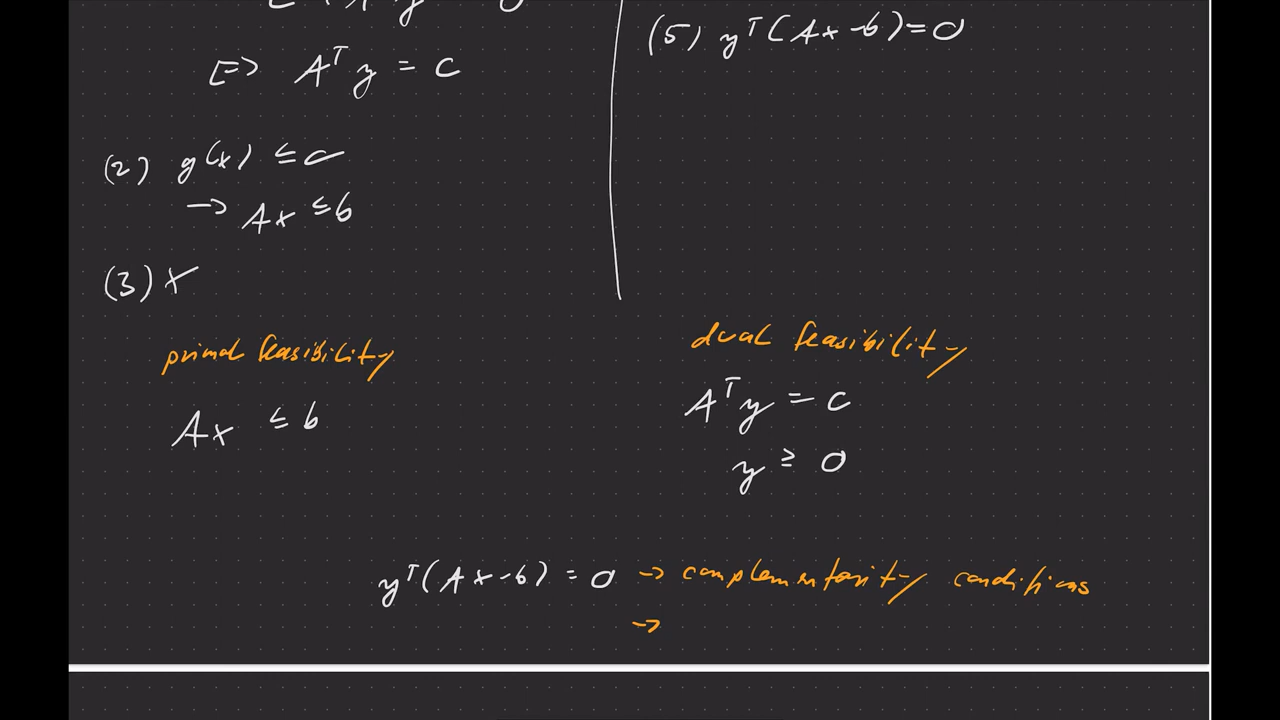 ⇔ Aᵀy = c
(2) g(x) ≤ 0
→ Ax ≤ b
(3) x
(5) yᵀ(Ax-b) = 0
primal feasibility
Ax ≤ b
dual feasibility
Aᵀy = c
y ≥ 0
yᵀ(Ax-b) = 0 → complementarity conditions
→